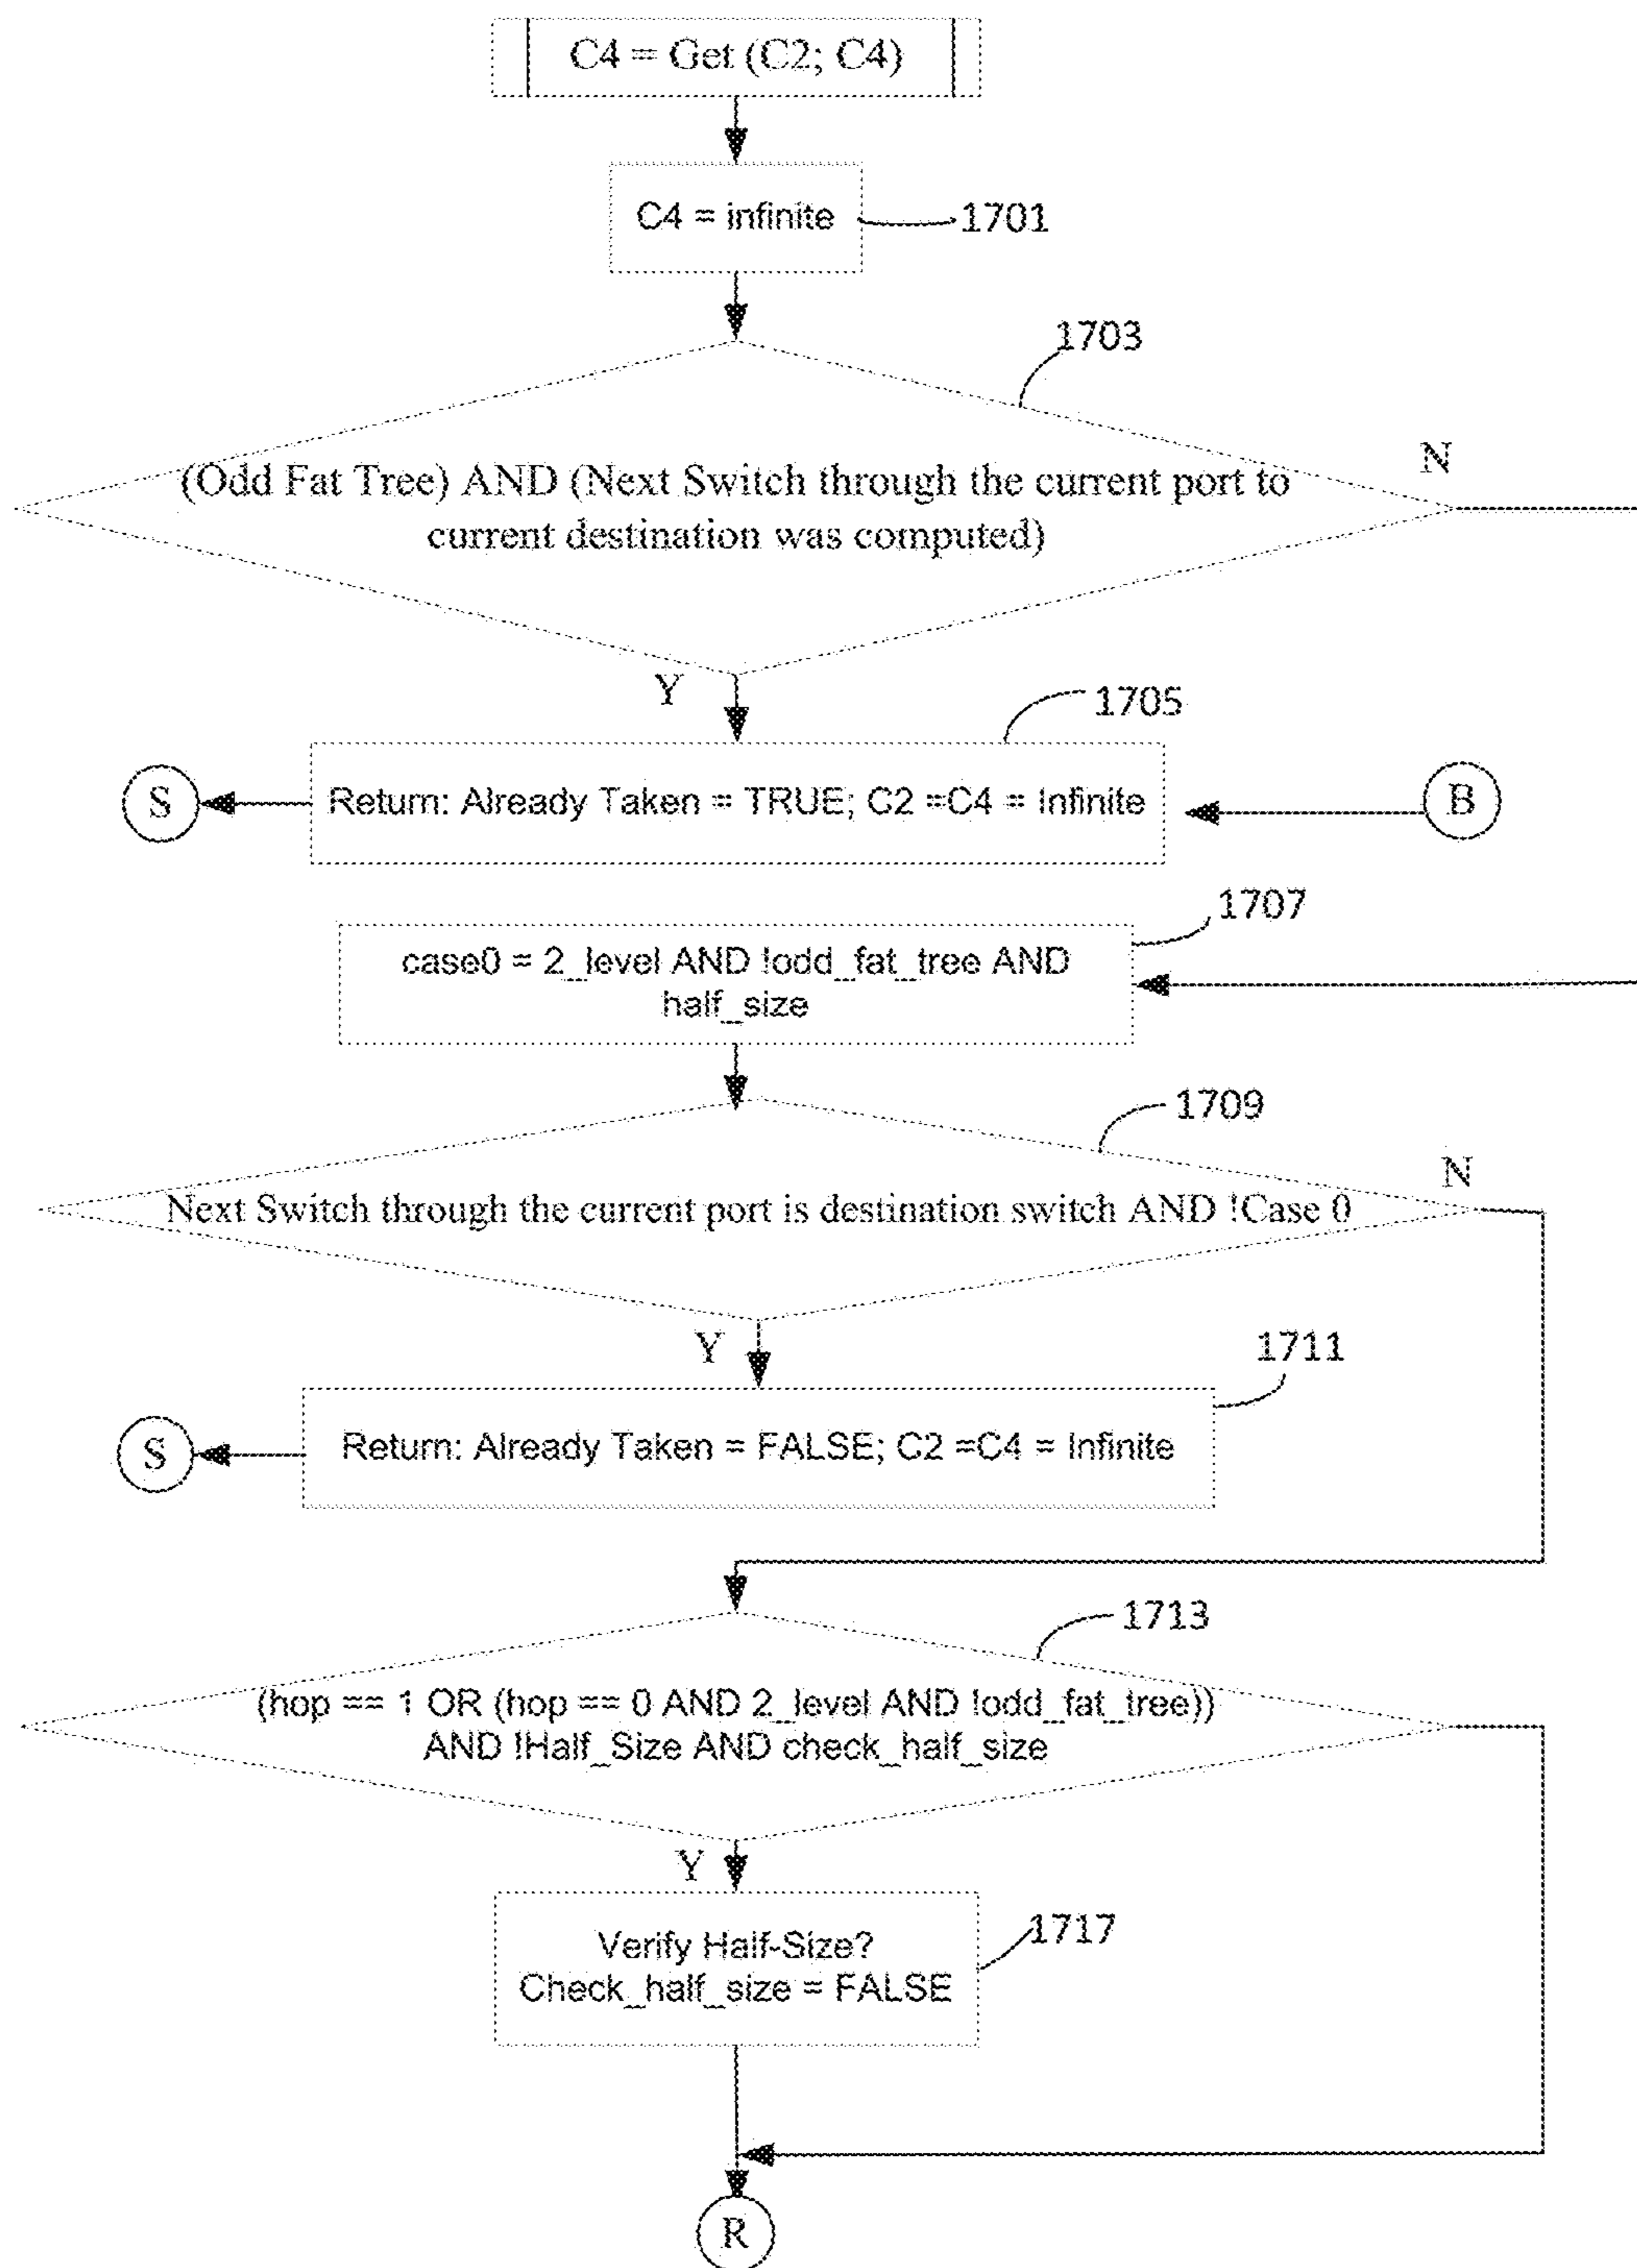 C4 = Get (C2; C4)
C4 = infinite
1701
1703
(Odd Fat Tree) AND (Next Switch through the current port to
current destination was computed)
N
Y
1705
S
Return: Already Taken = TRUE; C2 =C4 = Infinite
B
1707
case0 = 2_level AND !odd_fat_tree AND
half_size
1709
Next Switch through the current port is destination switch AND !Case 0
N
Y
1711
S
Return: Already Taken = FALSE; C2 =C4 = Infinite
1713
(hop == 1 OR (hop == 0 AND 2_level AND !odd_fat_tree))
AND !Half_Size AND check_half_size
Y
Verify Half-Size?
Check_half_size = FALSE
1717
R